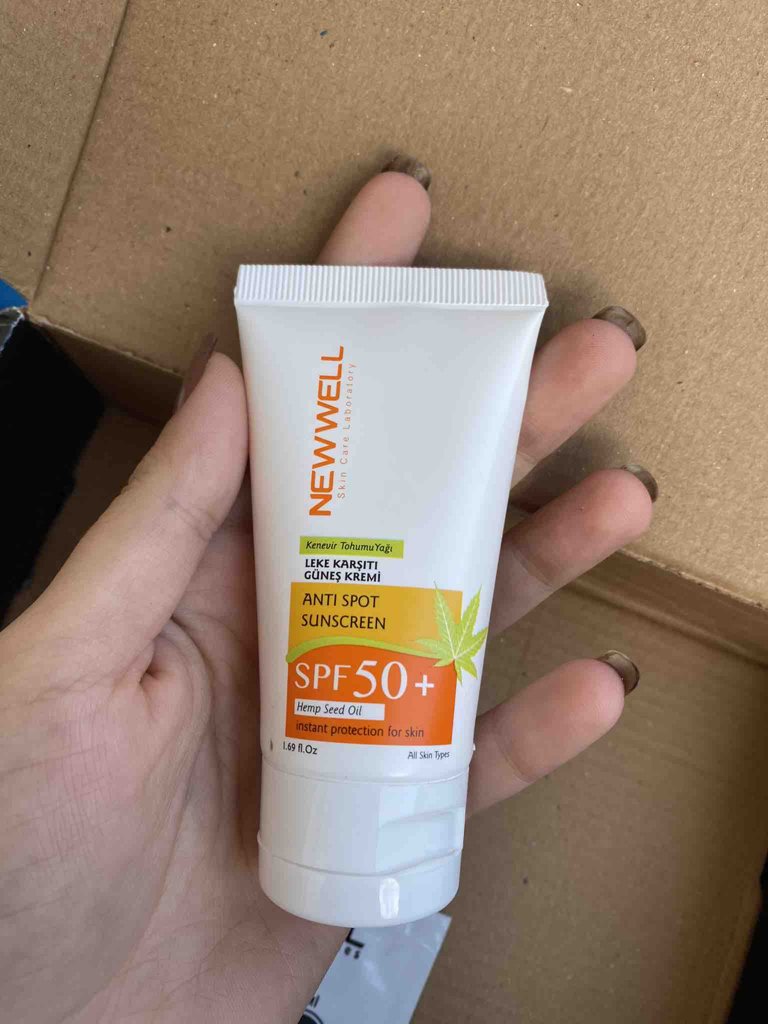 NEWWELL
Skin Care Laboratory
Kenevir Tohumu Yağı
LEKE KARŞITI
GÜNEŞ KREMİ
ANTI SPOT
SUNSCREEN
SPF50+
Hemp Seed Oil
instant protection for skin
1.69 fl.Oz
All Skin Types